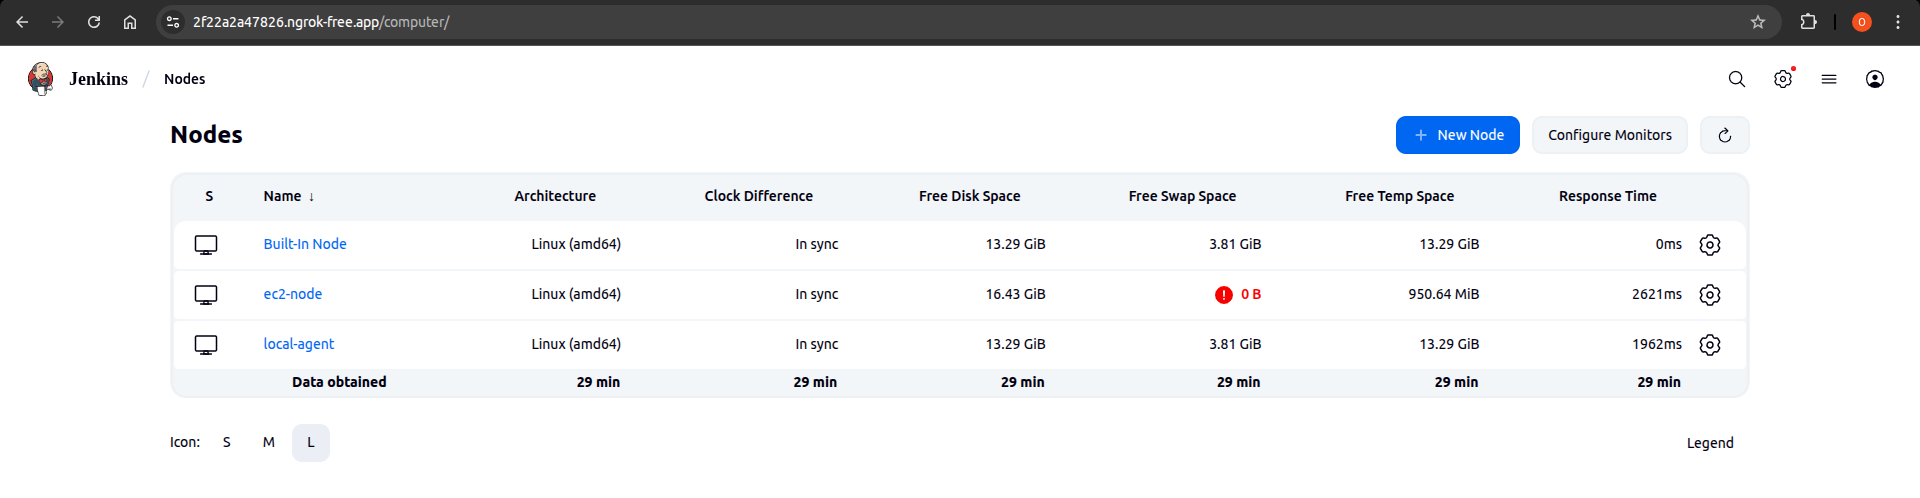 2f22a2a47826.ngrok-free.app/computer/
O
Jenkins / Nodes
Nodes
+ New Node
Configure Monitors
S Name ↓ Architecture Clock Difference Free Disk Space Free Swap Space Free Temp Space Response Time
Built-In Node Linux (amd64) In sync 13.29 GiB 3.81 GiB 13.29 GiB 0ms
ec2-node Linux (amd64) In sync 16.43 GiB ! 0 B 950.64 MiB 2621ms
local-agent Linux (amd64) In sync 13.29 GiB 3.81 GiB 13.29 GiB 1962ms
Data obtained 29 min 29 min 29 min 29 min 29 min 29 min
Icon: S M L
Legend